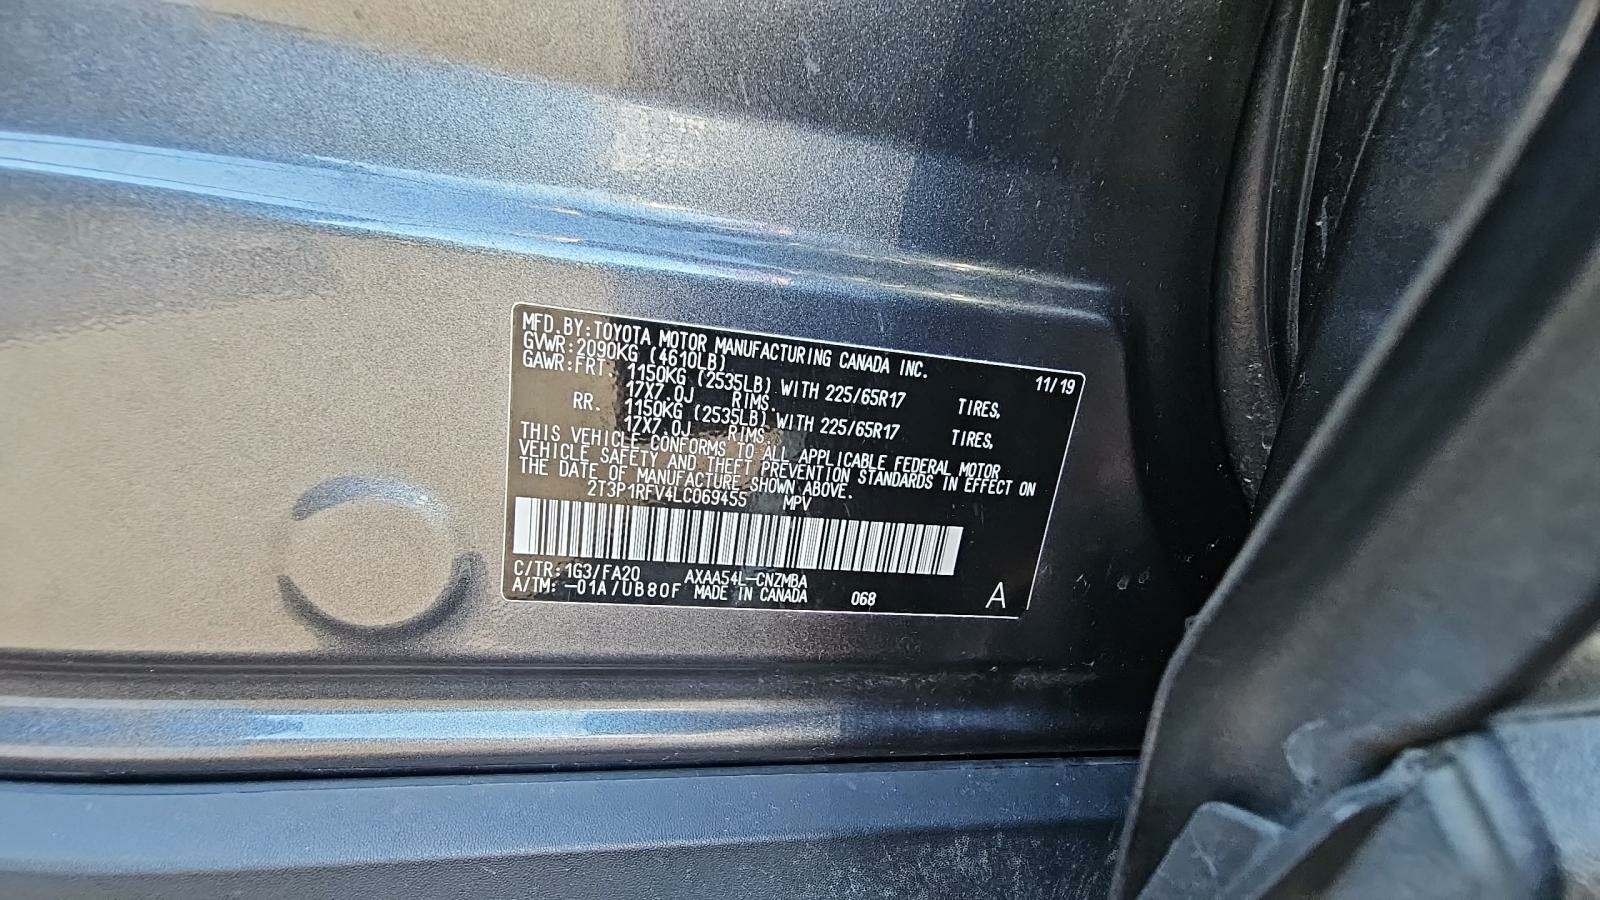 MFD.BY:TOYOTA MOTOR MANUFACTURING CANADA INC. 11/19
GVWR:2090KG (4610LB)
GAWR:FRT. 1150KG (2535LB) WITH 225/65R17 TIRES,
17X7.0J RIMS.
RR. 1150KG (2535LB) WITH 225/65R17 TIRES,
17X7.0J RIMS.
THIS VEHICLE CONFORMS TO ALL APPLICABLE FEDERAL MOTOR
VEHICLE SAFETY AND THEFT PREVENTION STANDARDS IN EFFECT ON
THE DATE OF MANUFACTURE SHOWN ABOVE.
2T3P1RFV4LC069455 MPV
C/TR:1G3/FA20 AXAA54L-CNZMBA
A/TM:-01A/UB80F MADE IN CANADA 068 A